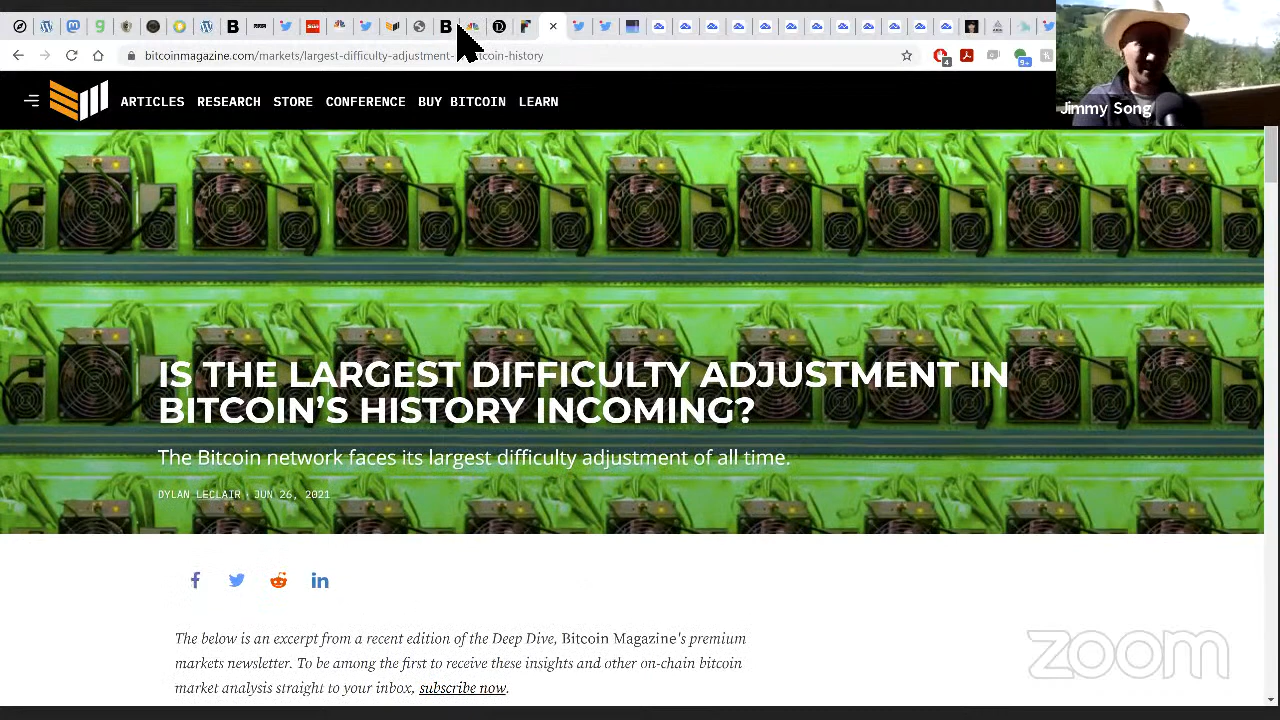 bitcoinmagazine.com/markets/largest-difficulty-adjustment-
tcoin-history
Jimmy Song
ARTICLES RESEARCH STORE CONFERENCE BUY BITCOIN LEARN
IS THE LARGEST DIFFICULTY ADJUSTMENT IN
BITCOIN’S HISTORY INCOMING?
The Bitcoin network faces its largest difficulty adjustment of all time.
DYLAN LECLAIR · JUN 26, 2021
The below is an excerpt from a recent edition of the Deep Dive, Bitcoin Magazine's premium
markets newsletter. To be among the first to receive these insights and other on-chain bitcoin
market analysis straight to your inbox, subscribe now.
zoom